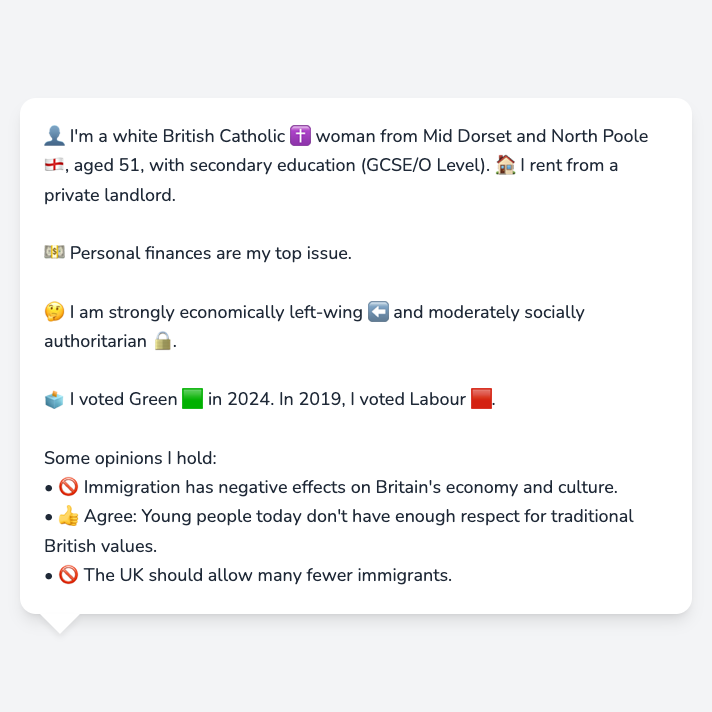 👤 I'm a white British Catholic ✝️ woman from Mid Dorset and North Poole
🏴󠁧󠁢󠁥󠁮󠁧󠁿, aged 51, with secondary education (GCSE/O Level). 🏠 I rent from a
private landlord.
💵 Personal finances are my top issue.
🤔 I am strongly economically left-wing ⬅️ and moderately socially
authoritarian 🔒.
🗳️ I voted Green 🟩 in 2024. In 2019, I voted Labour 🟥.
Some opinions I hold:
• 🚫 Immigration has negative effects on Britain's economy and culture.
• 👍 Agree: Young people today don't have enough respect for traditional
British values.
• 🚫 The UK should allow many fewer immigrants.